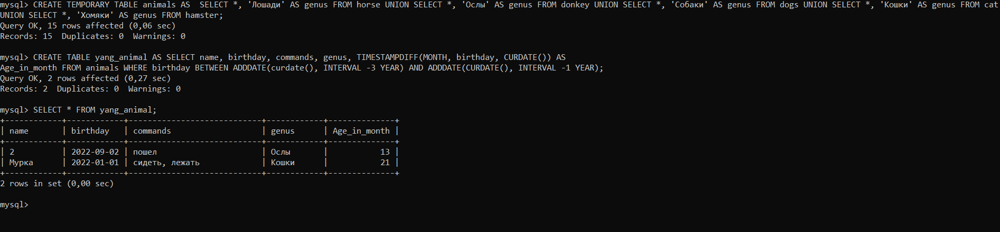 mysql> CREATE TEMPORARY TABLE animals AS  SELECT *, 'Лошади' AS genus FROM horse UNION SELECT *, 'Ослы' AS genus FROM donkey UNION SELECT *, 'Собаки' AS genus FROM dogs UNION SELECT *, 'Кошки' AS genus FROM cat
UNION SELECT *, 'Хомяки' AS genus FROM hamster;
Query OK, 15 rows affected (0,06 sec)
Records: 15  Duplicates: 0  Warnings: 0
mysql> CREATE TABLE yang_animal AS SELECT name, birthday, commands, genus, TIMESTAMPDIFF(MONTH, birthday, CURDATE()) AS
Age_in_month FROM animals WHERE birthday BETWEEN ADDDATE(curdate(), INTERVAL -3 YEAR) AND ADDDATE(CURDATE(), INTERVAL -1 YEAR);
Query OK, 2 rows affected (0,27 sec)
Records: 2  Duplicates: 0  Warnings: 0
mysql> SELECT * FROM yang_animal;
+------------+------------+----------------------------+------------+--------------+
| name       | birthday   | commands                   | genus      | Age_in_month |
+------------+------------+----------------------------+------------+--------------+
| 2          | 2022-09-02 | пошел                      | Ослы       |           13 |
| Мурка      | 2022-01-01 | сидеть, лежать             | Кошки      |           21 |
+------------+------------+----------------------------+------------+--------------+
2 rows in set (0,00 sec)
mysql>